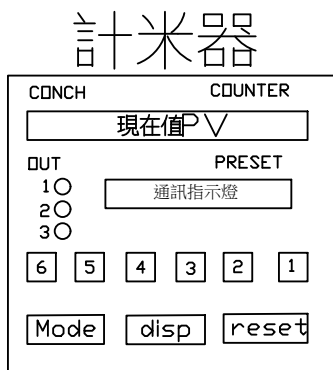 計米器
CONCH COUNTER
現在值PV
OUT PRESET
1 通訊指示燈
2
3
6 5 4 3 2 1
Mode disp reset